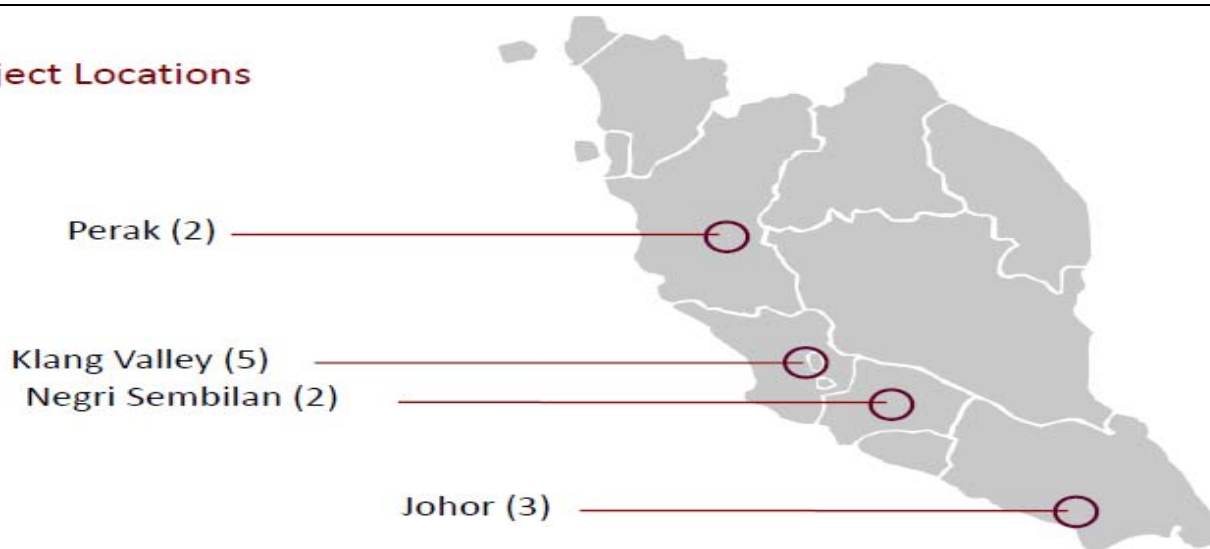 ject Locations
Perak (2)
Klang Valley (5)
Negri Sembilan (2)
Johor (3)